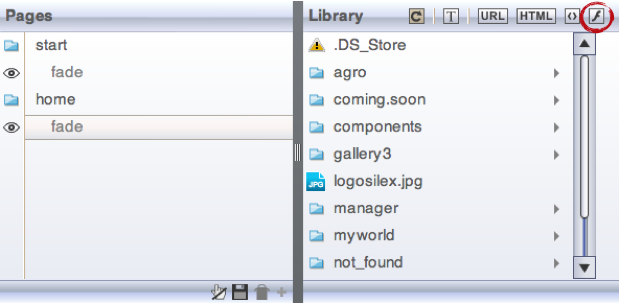 Pages
start
fade
home
fade
Library
C T URL HTML <> f
.DS_Store
agro
coming.soon
components
gallery3
JPG logosilex.jpg
manager
myworld
not_found